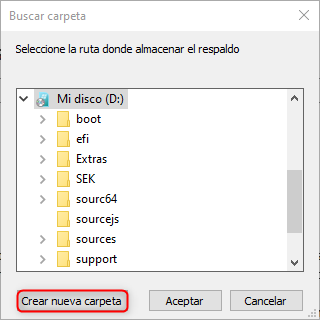 Buscar carpeta
Seleccione la ruta donde almacenar el respaldo
Mi disco (D:)
boot
efi
Extras
SEK
sourc64
sourcejs
sources
support
Crear nueva carpeta
Aceptar
Cancelar